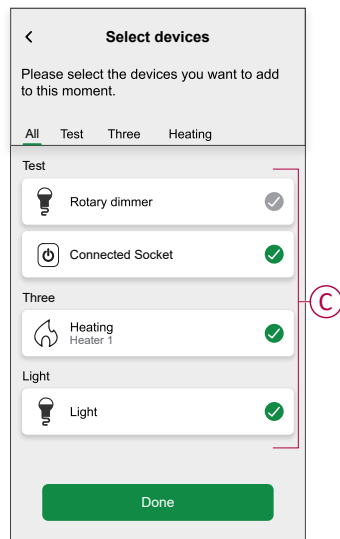 Select devices
Please select the devices you want to add
to this moment.
All Test Three Heating
Test
Rotary dimmer
Connected Socket
Three
Heating
Heater 1
C
Light
Light
Done